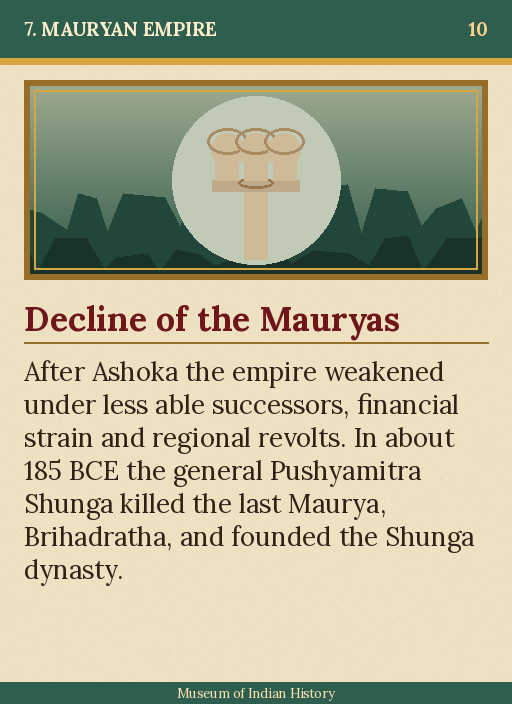 7. MAURYAN EMPIRE
10
Decline of the Mauryas
After Ashoka the empire weakened
under less able successors, financial
strain and regional revolts. In about
185 BCE the general Pushyamitra
Shunga killed the last Maurya,
Brihadratha, and founded the Shunga
dynasty.
Museum of Indian History